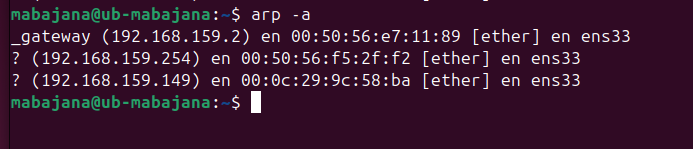 mabajana@ub-mabajana:~$ arp -a
_gateway (192.168.159.2) en 00:50:56:e7:11:89 [ether] en ens33
? (192.168.159.254) en 00:50:56:f5:2f:f2 [ether] en ens33
? (192.168.159.149) en 00:0c:29:9c:58:ba [ether] en ens33
mabajana@ub-mabajana:~$